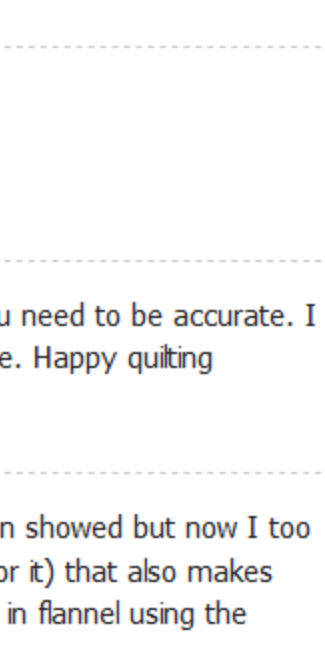 u need to be accurate. I
e. Happy quilting
n showed but now I too
or it) that also makes
in flannel using the